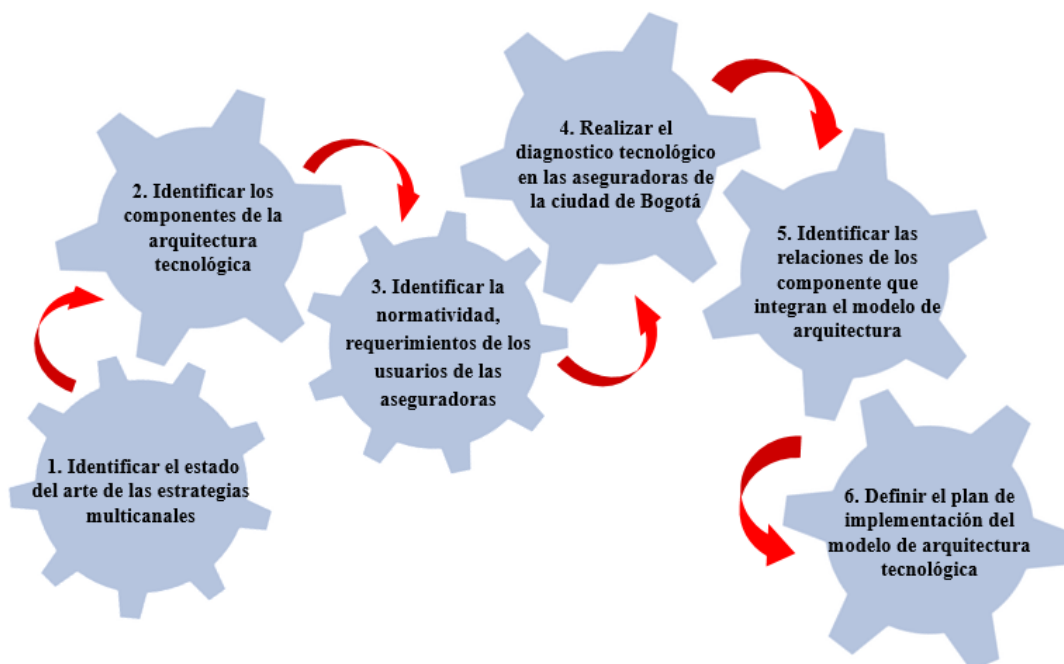 1. Identificar el estado
del arte de las estrategias
multicanales
2. Identificar los
componentes de la
arquitectura
tecnológica
3. Identificar la
normatividad,
requerimientos de los
usuarios de las
aseguradoras
4. Realizar el
diagnostico tecnológico
en las aseguradoras de
la ciudad de Bogotá
5. Identificar las
relaciones de los
componente que
integran el modelo de
arquitectura
6. Definir el plan de
implementación del
modelo de arquitectura
tecnológica